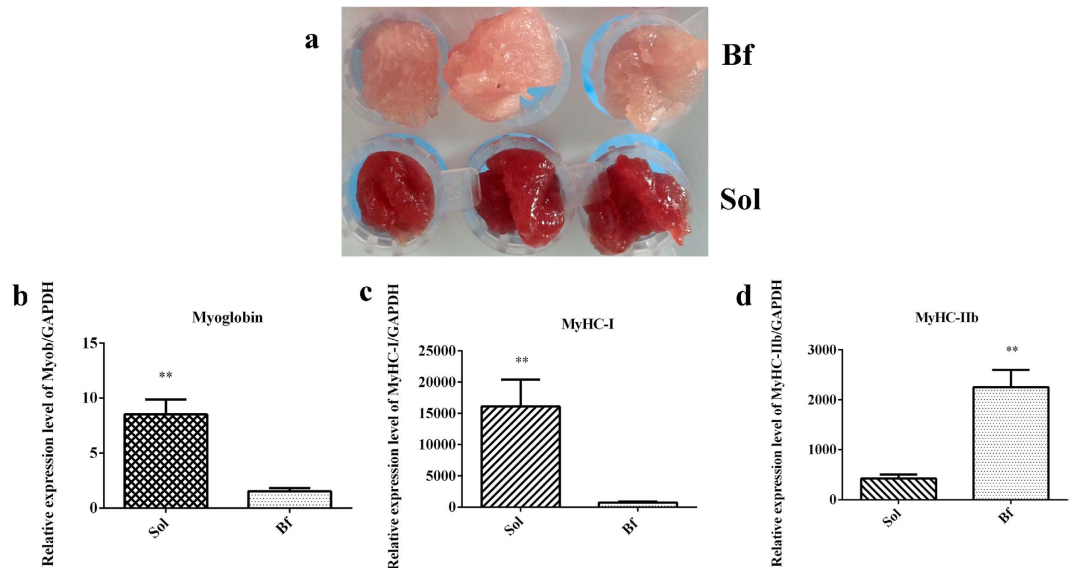 a
Bf
Sol
b
Relative expression level of Myob/GAPDH
Myoglobin
15
10
5
0
**
Sol
Bf
c
Relative expression level of MyHC-I/GAPDH
MyHC-I
25000
20000
15000
10000
5000
0
**
Sol
Bf
d
Relative expression level of MyHC-IIb/GAPDH
MyHC-IIb
3000
2000
1000
0
**
Sol
Bf